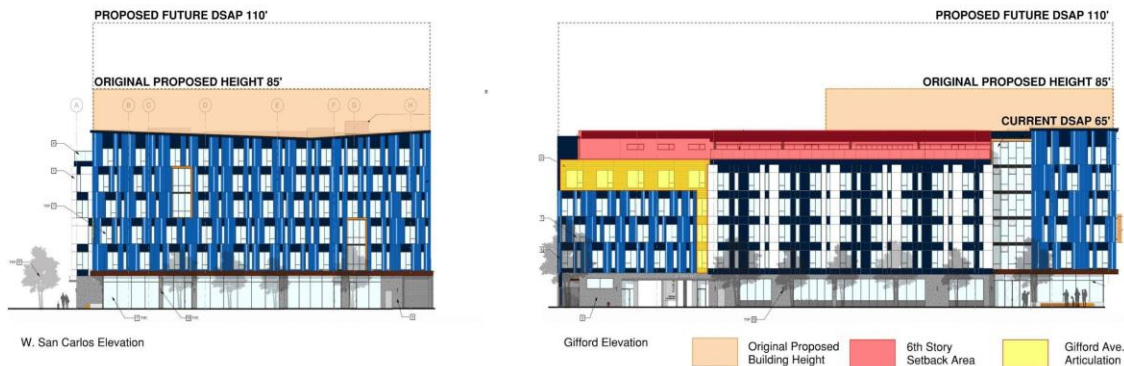 PROPOSED FUTURE DSAP 110'
ORIGINAL PROPOSED HEIGHT 85'
A B C D E F G H
W. San Carlos Elevation
PROPOSED FUTURE DSAP 110'
ORIGINAL PROPOSED HEIGHT 85'
CURRENT DSAP 65'
Gifford Elevation
Original Proposed
Building Height
6th Story
Setback Area
Gifford Ave.
Articulation